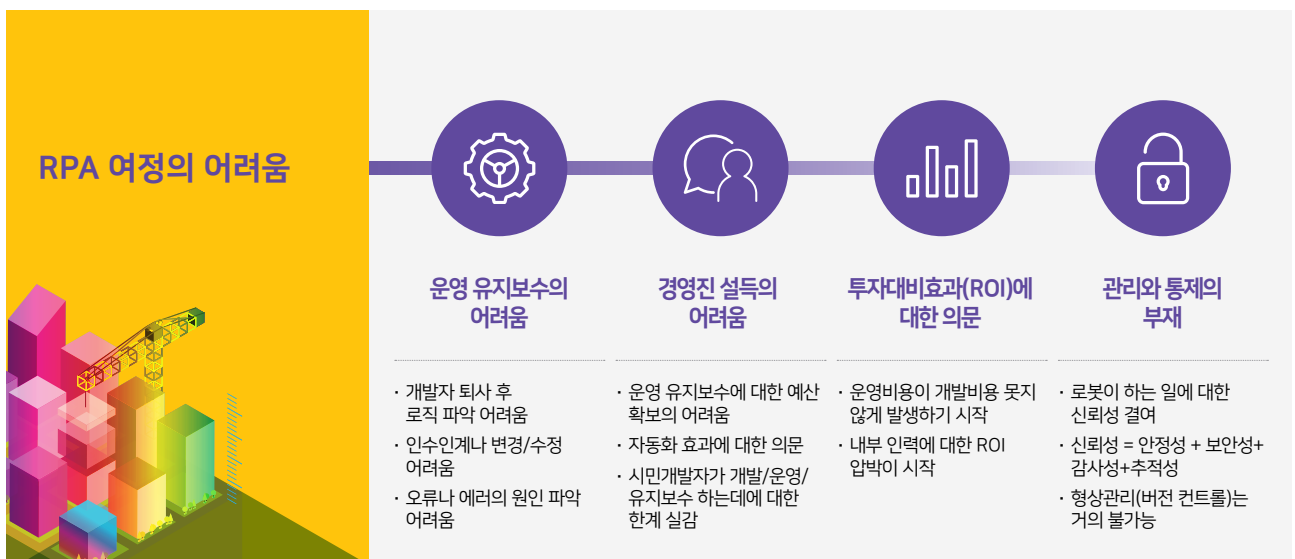 RPA 여정의 어려움
운영 유지보수의
어려움
· 개발자 퇴사 후
로직 파악 어려움
· 인수인계나 변경/수정
어려움
· 오류나 에러의 원인 파악
어려움
경영진 설득의
어려움
· 운영 유지보수에 대한 예산
확보의 어려움
· 자동화 효과에 대한 의문
· 시민개발자가 개발/운영/
유지보수 하는데에 대한
한계 실감
투자대비효과(ROI)에
대한 의문
· 운영비용이 개발비용 못지
않게 발생하기 시작
· 내부 인력에 대한 ROI
압박이 시작
관리와 통제의
부재
· 로봇이 하는 일에 대한
신뢰성 결여
· 신뢰성 = 안정성 + 보안성+
감사성+추적성
· 형상관리(버전 컨트롤)는
거의 불가능